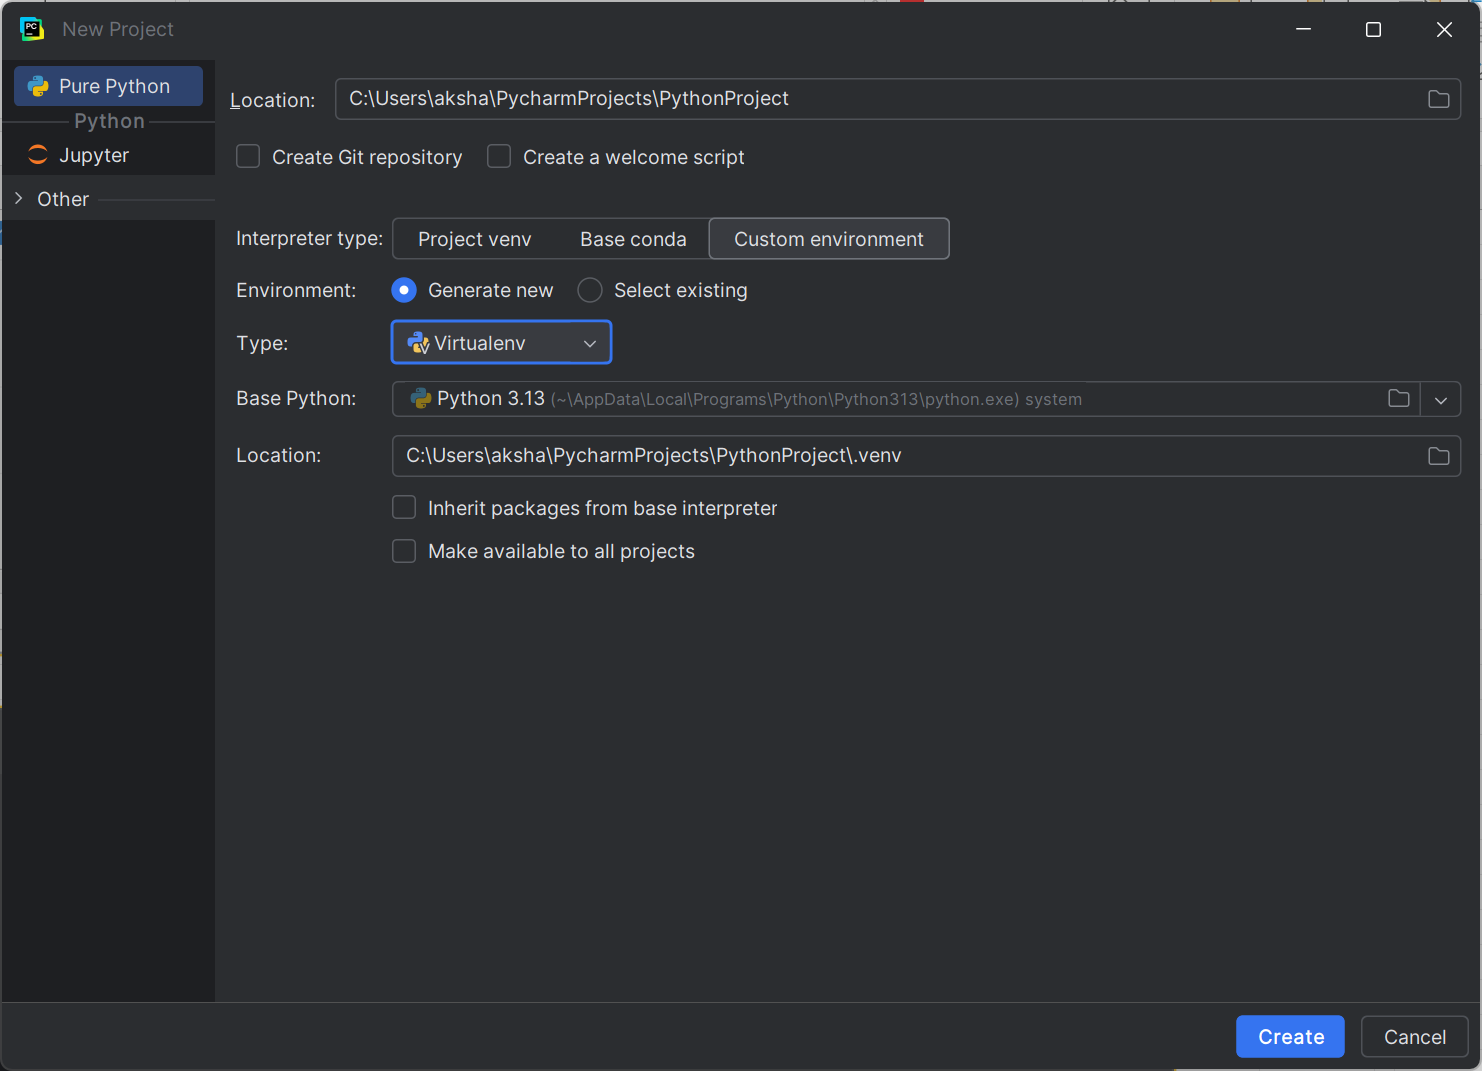 New Project
Pure Python
Python
Jupyter
Other
Location: C:\Users\aksha\PycharmProjects\PythonProject
Create Git repository Create a welcome script
Interpreter type: Project venv Base conda Custom environment
Environment: Generate new Select existing
Type: Virtualenv
Base Python: Python 3.13 (~\AppData\Local\Programs\Python\Python313\python.exe) system
Location: C:\Users\aksha\PycharmProjects\PythonProject\.venv
Inherit packages from base interpreter
Make available to all projects
Create Cancel